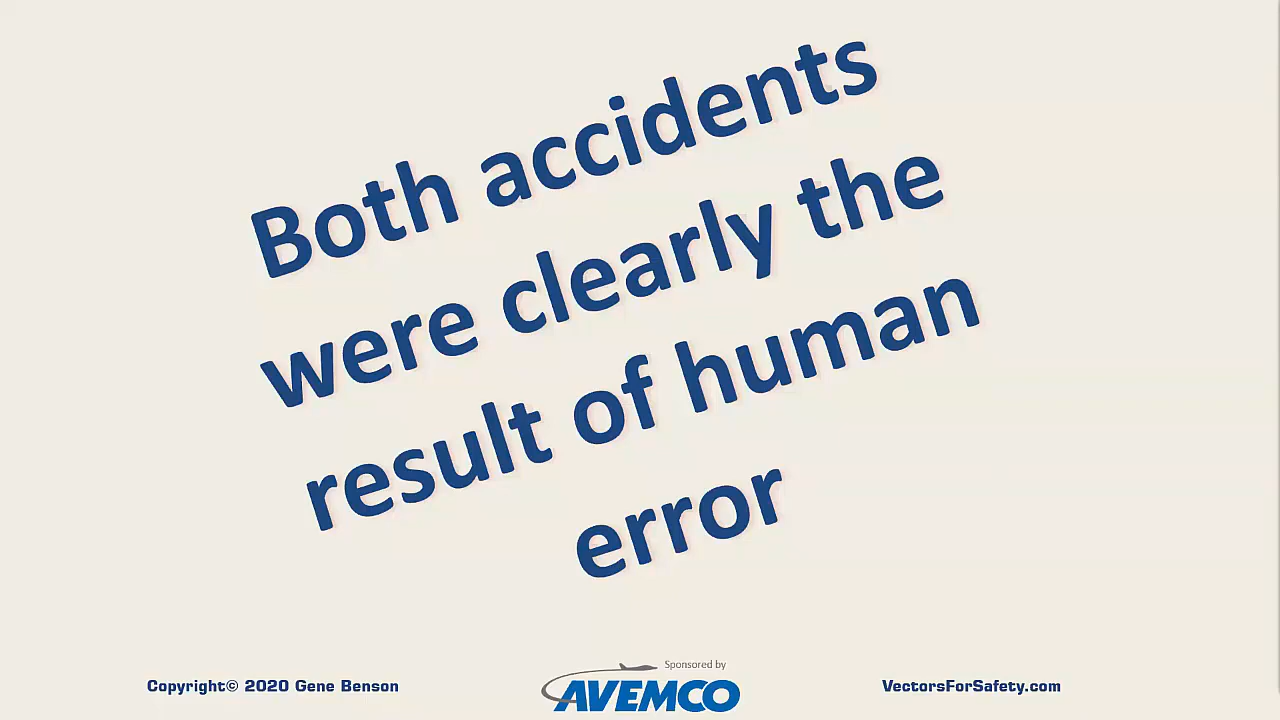 Both accidents
were clearly the
result of human
error
Sponsored by
AVEMCO
Copyright© 2020 Gene Benson
VectorsForSafety.com